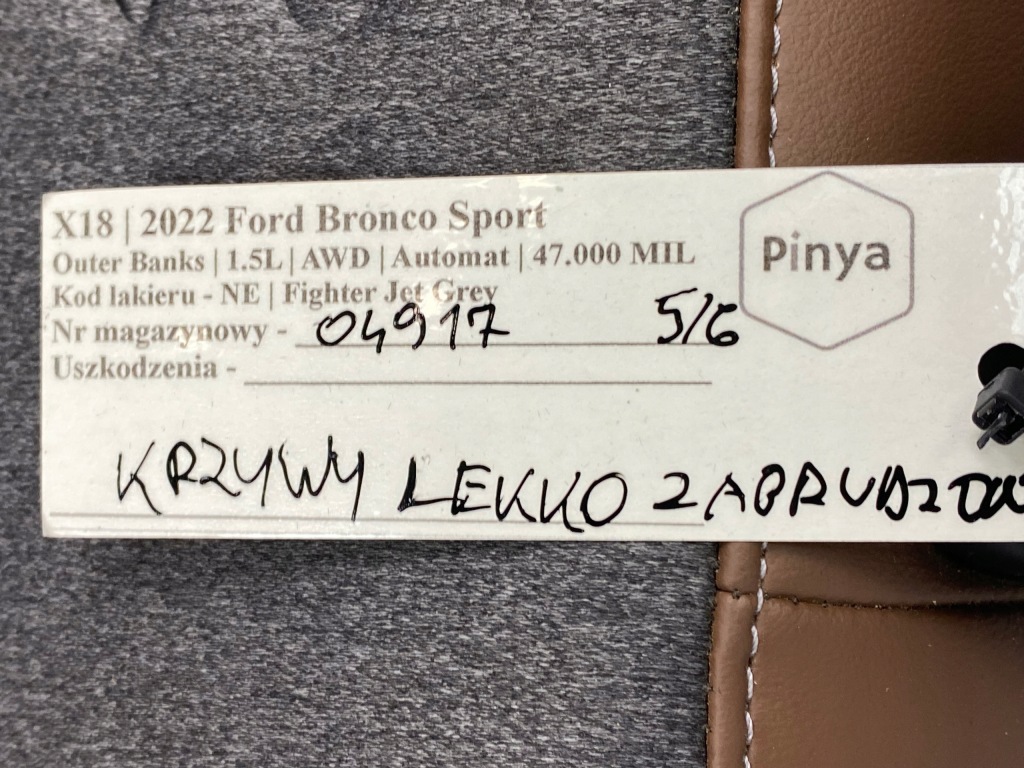 X18 | 2022 Ford Bronco Sport
Outer Banks | 1.5L | AWD | Automat | 47.000 MIL
Kod lakieru - NE | Fighter Jet Grey
Nr magazynowy - 04917 5/6
Uszkodzenia -
KRZYWY LEKKO
Pinya